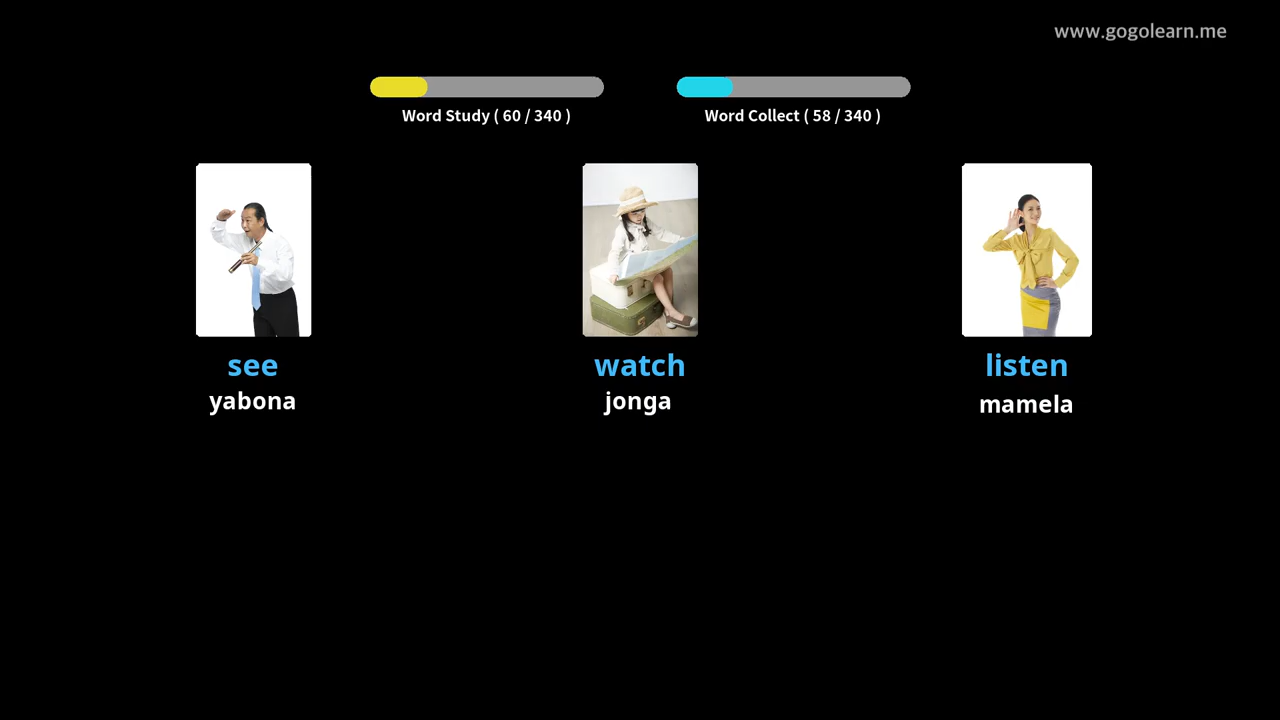 www.gogolearn.me
Word Study ( 60 / 340 )
Word Collect ( 58 / 340 )
see
yabona
watch
jonga
listen
mamela